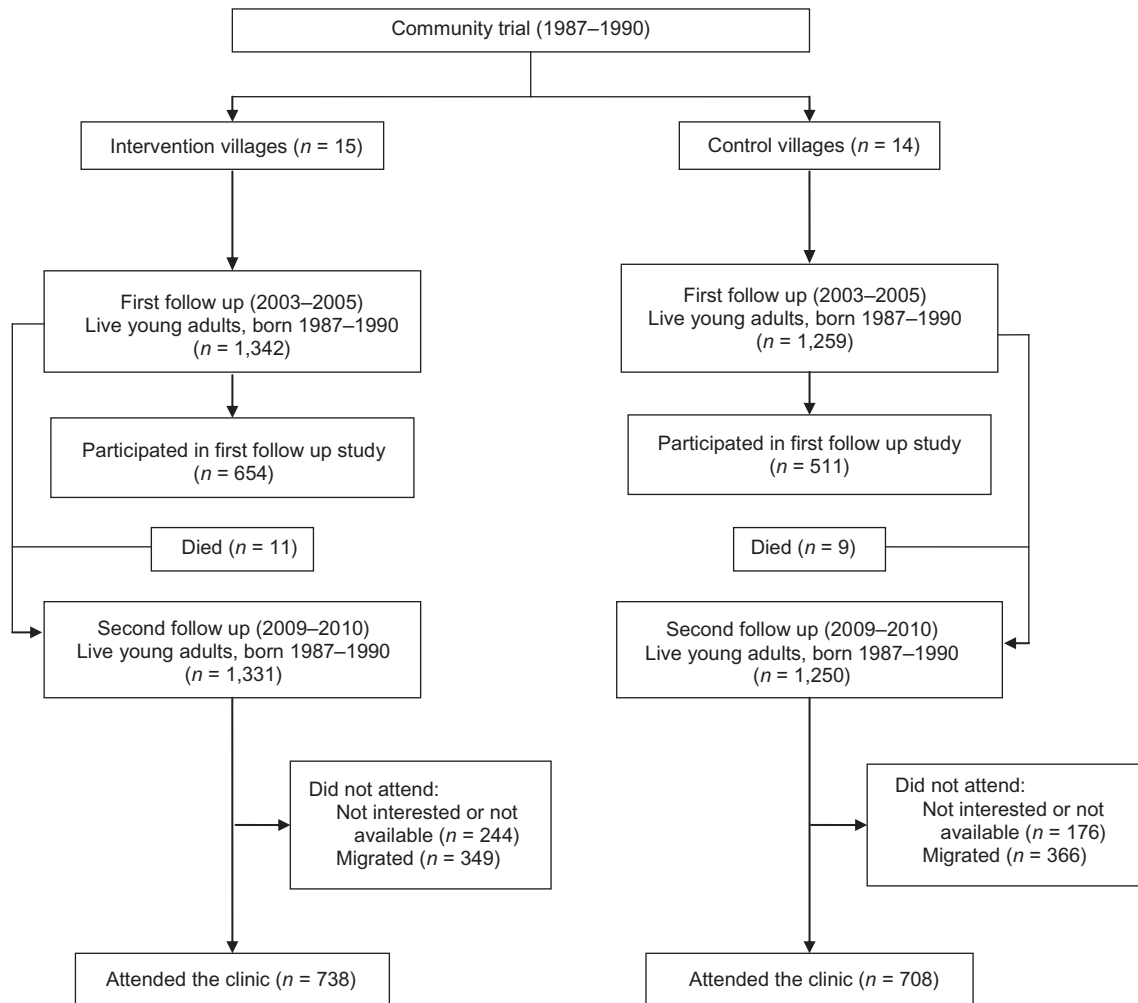 Community trial (1987–1990)
Intervention villages (n = 15)
Control villages (n = 14)
First follow up (2003–2005)
Live young adults, born 1987–1990
(n = 1,342)
First follow up (2003–2005)
Live young adults, born 1987–1990
(n = 1,259)
Participated in first follow up study
(n = 654)
Participated in first follow up study
(n = 511)
Died (n = 11)
Died (n = 9)
Second follow up (2009–2010)
Live young adults, born 1987–1990
(n = 1,331)
Second follow up (2009–2010)
Live young adults, born 1987–1990
(n = 1,250)
Did not attend:
Not interested or not
available (n = 244)
Migrated (n = 349)
Did not attend:
Not interested or not
available (n = 176)
Migrated (n = 366)
Attended the clinic (n = 738)
Attended the clinic (n = 708)